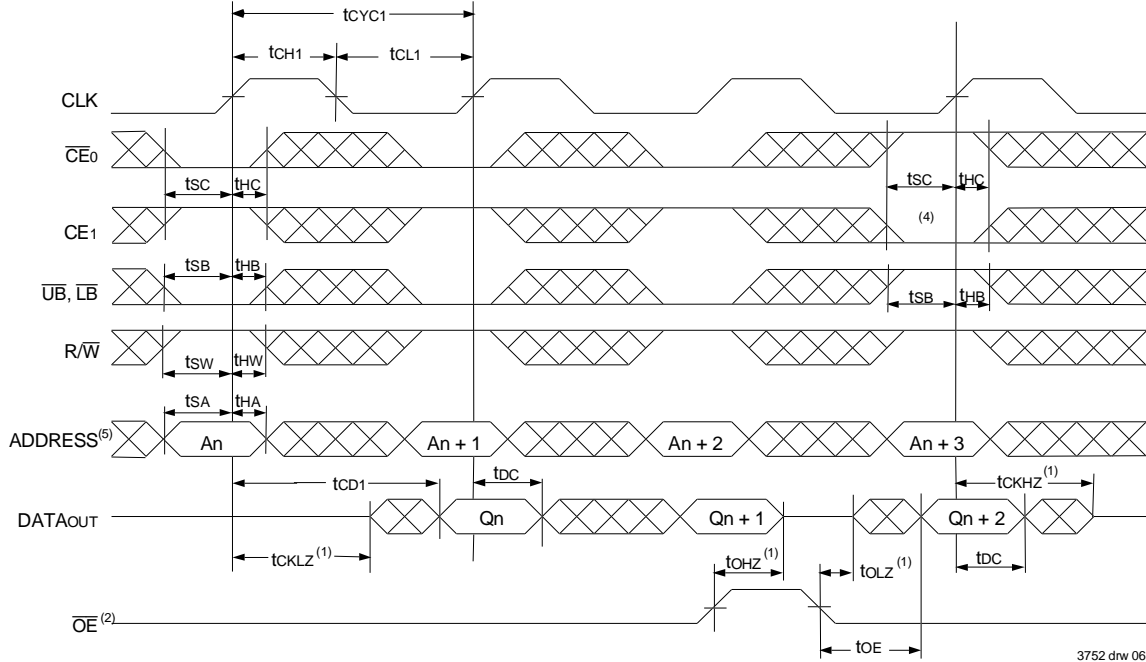 tCYC1
tCH1 tCL1
CLK
CE0
tSC tHC tSC tHC
CE1 (4)
tSB tHB
UB, LB tSB tHB
R/W
tSW tHW
tSA tHA
ADDRESS(5) An An + 1 An + 2 An + 3
tCD1 tDC tCKHZ(1)
DATAOUT Qn Qn + 1 Qn + 2
tCKLZ(1) tOHZ(1) tOLZ(1) tDC
OE(2)
tOE
3752 drw 06